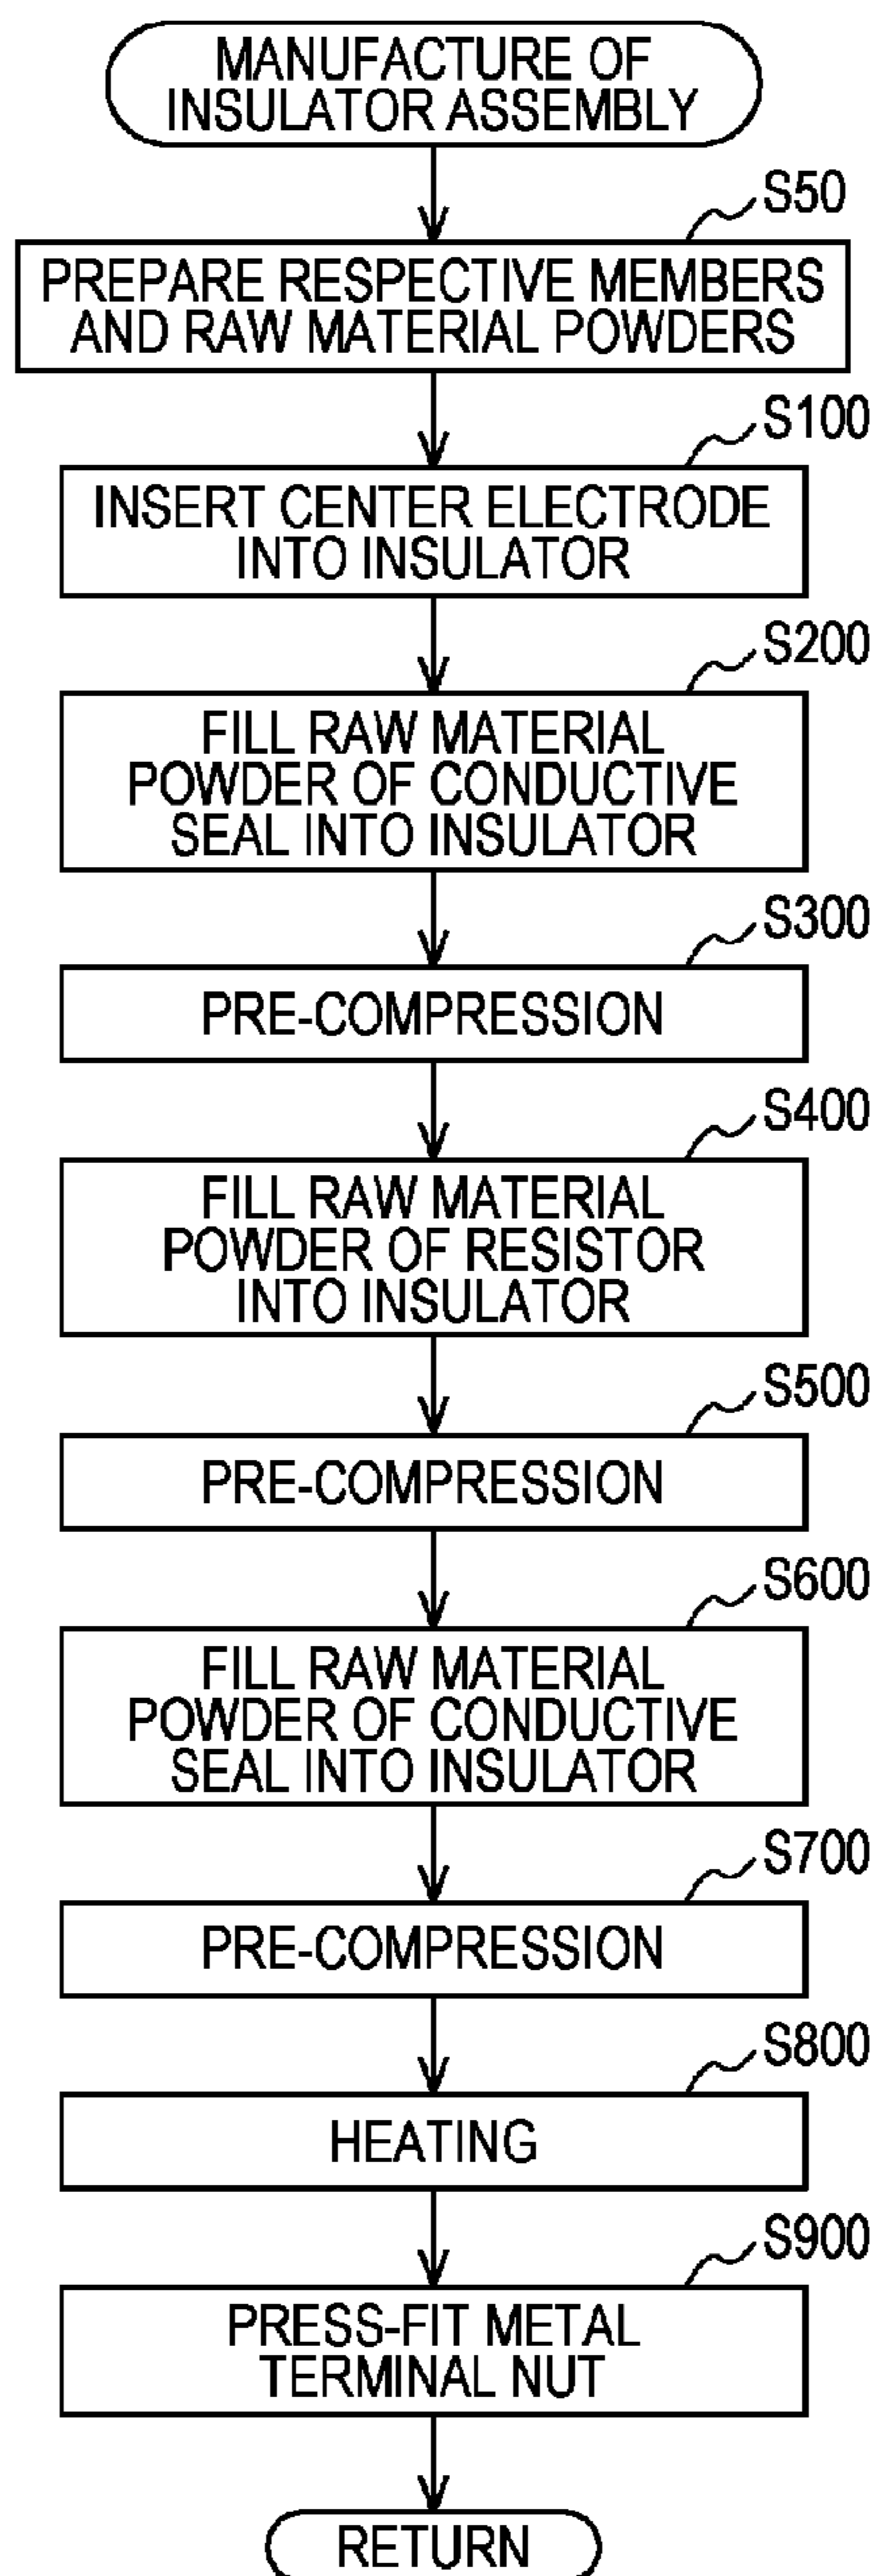 MANUFACTURE OF
INSULATOR ASSEMBLY
S50
PREPARE RESPECTIVE MEMBERS
AND RAW MATERIAL POWDERS
S100
INSERT CENTER ELECTRODE
INTO INSULATOR
S200
FILL RAW MATERIAL
POWDER OF CONDUCTIVE
SEAL INTO INSULATOR
S300
PRE-COMPRESSION
S400
FILL RAW MATERIAL
POWDER OF RESISTOR
INTO INSULATOR
S500
PRE-COMPRESSION
S600
FILL RAW MATERIAL
POWDER OF CONDUCTIVE
SEAL INTO INSULATOR
S700
PRE-COMPRESSION
S800
HEATING
S900
PRESS-FIT METAL
TERMINAL NUT
RETURN